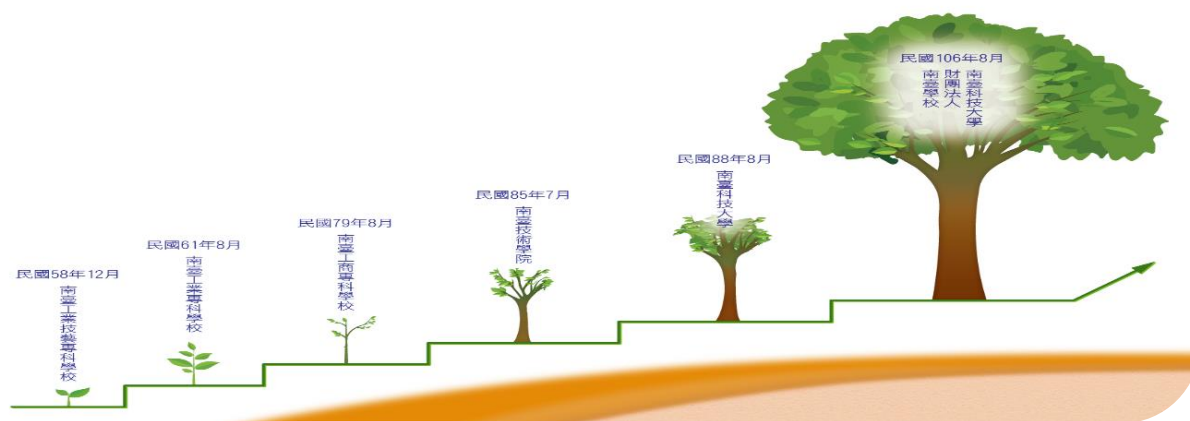 民國58年12月
南臺工業技藝專科學校
民國61年8月
南臺工業專科學校
民國79年8月
南臺工商專科學校
民國85年7月
南臺技術學院
民國88年8月
南臺科技大學
民國106年8月
南臺科技大學
財團法人
南臺學校